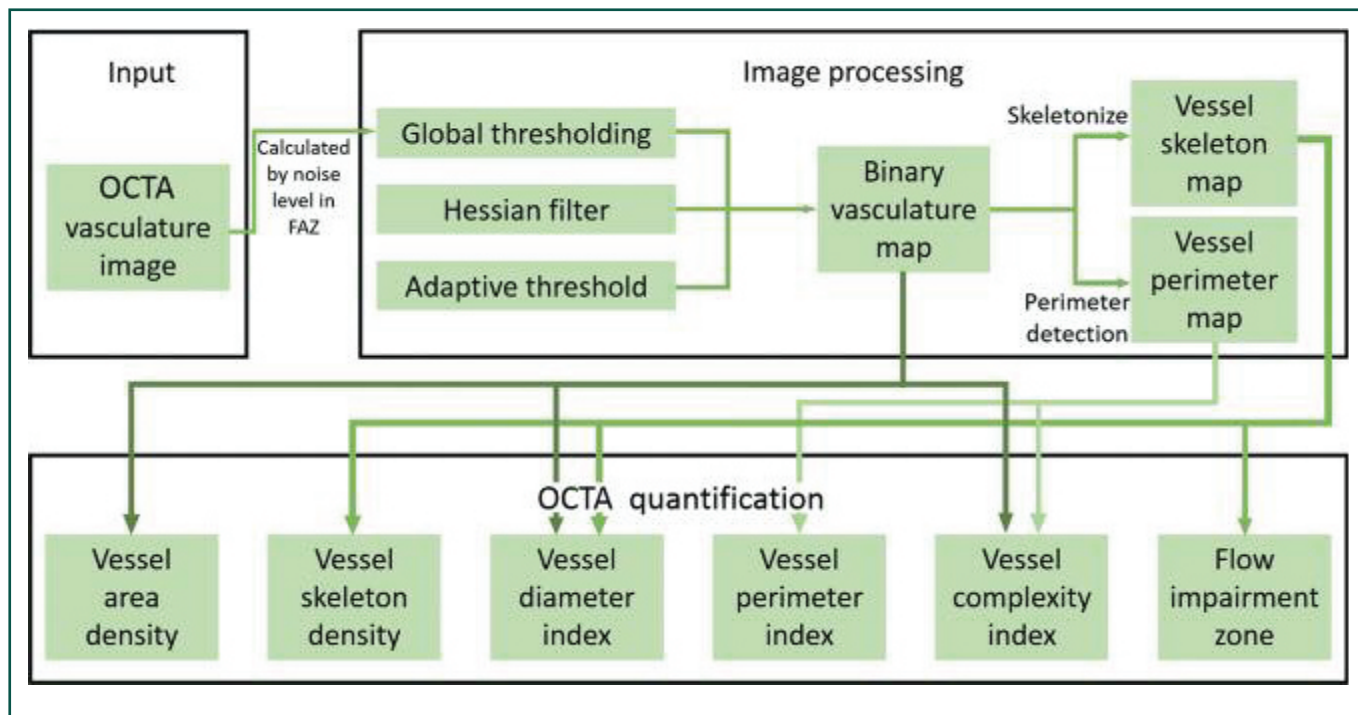 Input
OCTA
vasculature
image
Calculated
by noise
level in
FAZ
Image processing
Global thresholding
Hessian filter
Adaptive threshold
Binary
vasculature
map
Skeletonize
Vessel
skeleton
map
Perimeter
detection
Vessel
perimeter
map
OCTA quantification
Vessel
area
density
Vessel
skeleton
density
Vessel
diameter
index
Vessel
perimeter
index
Vessel
complexity
index
Flow
impairment
zone